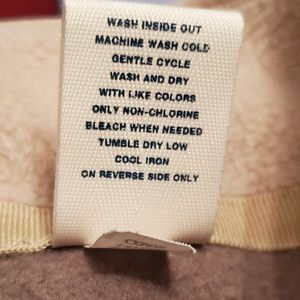 WASH INSIDE OUT
MACHINE WASH COLD
GENTLE CYCLE
WASH AND DRY
WITH LIKE COLORS
ONLY NON-CHLORINE
BLEACH WHEN NEEDED
TUMBLE DRY LOW
COOL IRON
ON REVERSE SIDE ONLY